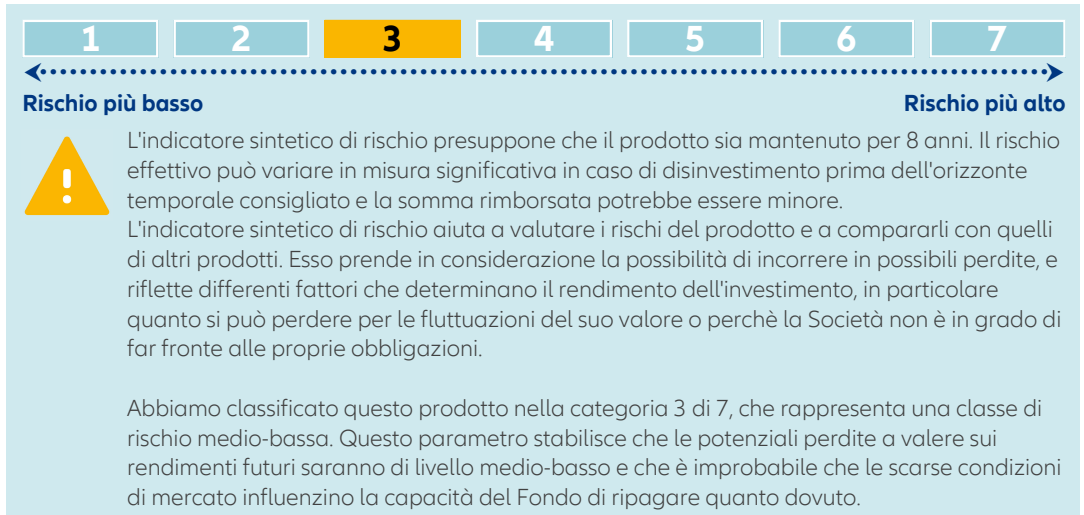 1 2 3 4 5 6 7
Rischio più basso Rischio più alto
L'indicatore sintetico di rischio presuppone che il prodotto sia mantenuto per 8 anni. Il rischio
effettivo può variare in misura significativa in caso di disinvestimento prima dell'orizzonte
temporale consigliato e la somma rimborsata potrebbe essere minore.
L'indicatore sintetico di rischio aiuta a valutare i rischi del prodotto e a compararli con quelli
di altri prodotti. Esso prende in considerazione la possibilità di incorrere in possibili perdite, e
riflette differenti fattori che determinano il rendimento dell'investimento, in particolare
quanto si può perdere per le fluttuazioni del suo valore o perchè la Società non è in grado di
far fronte alle proprie obbligazioni.
Abbiamo classificato questo prodotto nella categoria 3 di 7, che rappresenta una classe di
rischio medio-bassa. Questo parametro stabilisce che le potenziali perdite a valere sui
rendimenti futuri saranno di livello medio-basso e che è improbabile che le scarse condizioni
di mercato influenzino la capacità del Fondo di ripagare quanto dovuto.